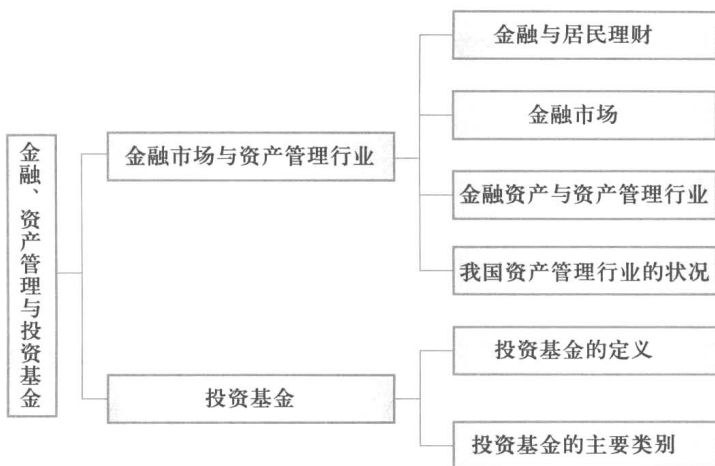 金融、资产管理与投资基金
金融市场与资产管理行业
金融与居民理财
金融市场
金融资产与资产管理行业
我国资产管理行业的状况
投资基金
投资基金的定义
投资基金的主要类别